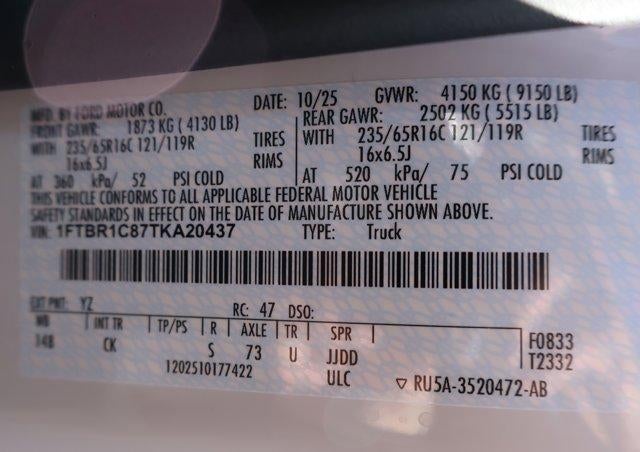 MFD. BY FORD MOTOR CO. DATE: 10/25 GVWR: 4150 KG ( 9150 LB)
FRONT GAWR: 1873 KG ( 4130 LB) REAR GAWR: 2502 KG ( 5515 LB)
WITH 235/65R16C 121/119R TIRES WITH 235/65R16C 121/119R TIRES
16x6.5J RIMS 16x6.5J RIMS
AT 360 kPa/ 52 PSI COLD AT 520 kPa/ 75 PSI COLD
THIS VEHICLE CONFORMS TO ALL APPLICABLE FEDERAL MOTOR VEHICLE
SAFETY STANDARDS IN EFFECT ON THE DATE OF MANUFACTURE SHOWN ABOVE.
VIN: 1FTBR1C87TKA20437 TYPE: Truck
EXT PNT: YZ RC: 47 DSO:
WB INT TR TP/PS R AXLE TR SPR F0833
148 CK S 73 U JJDD T2332
1202510177422 ULC RU5A-3520472-AB